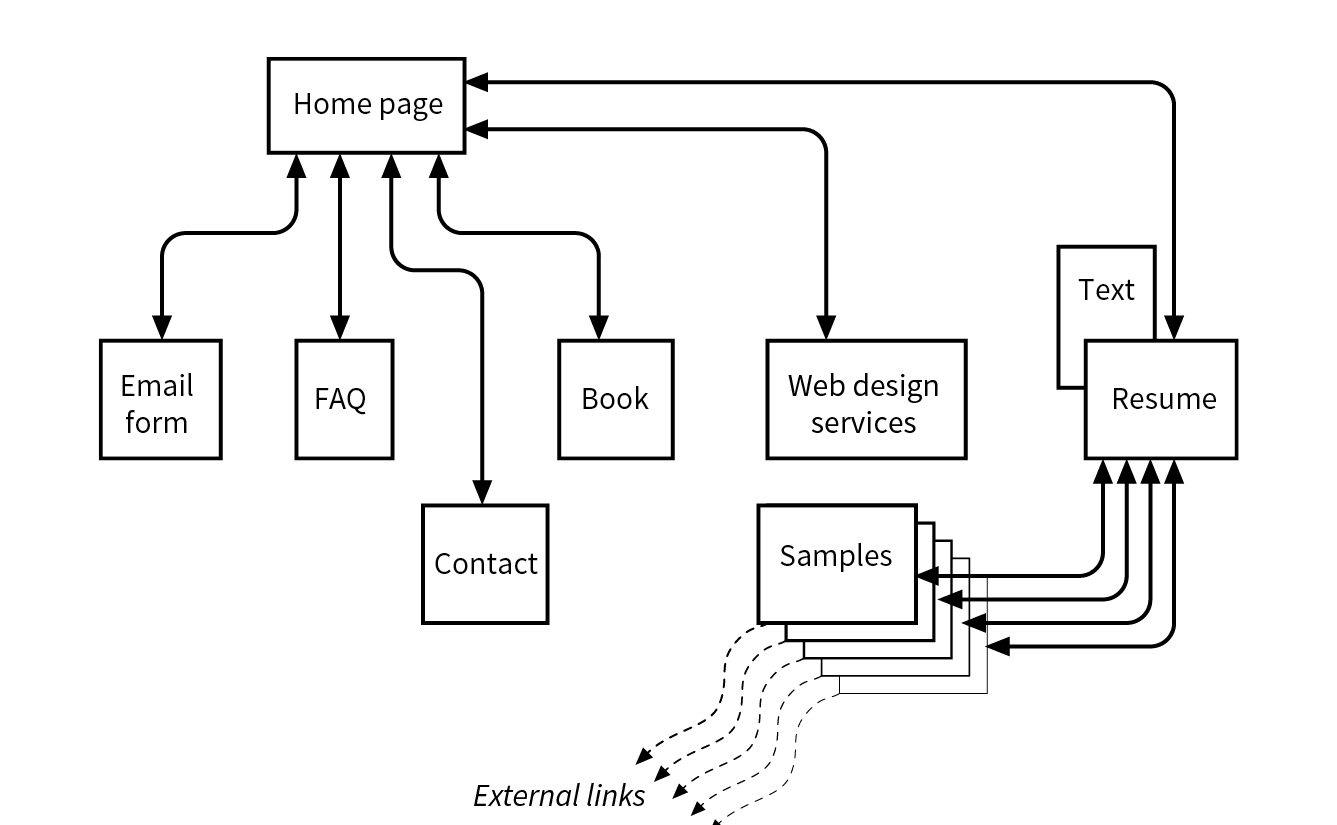 Home page
Text
Email
form
FAQ
Book
Web design
services
Resume
Contact
Samples
External links